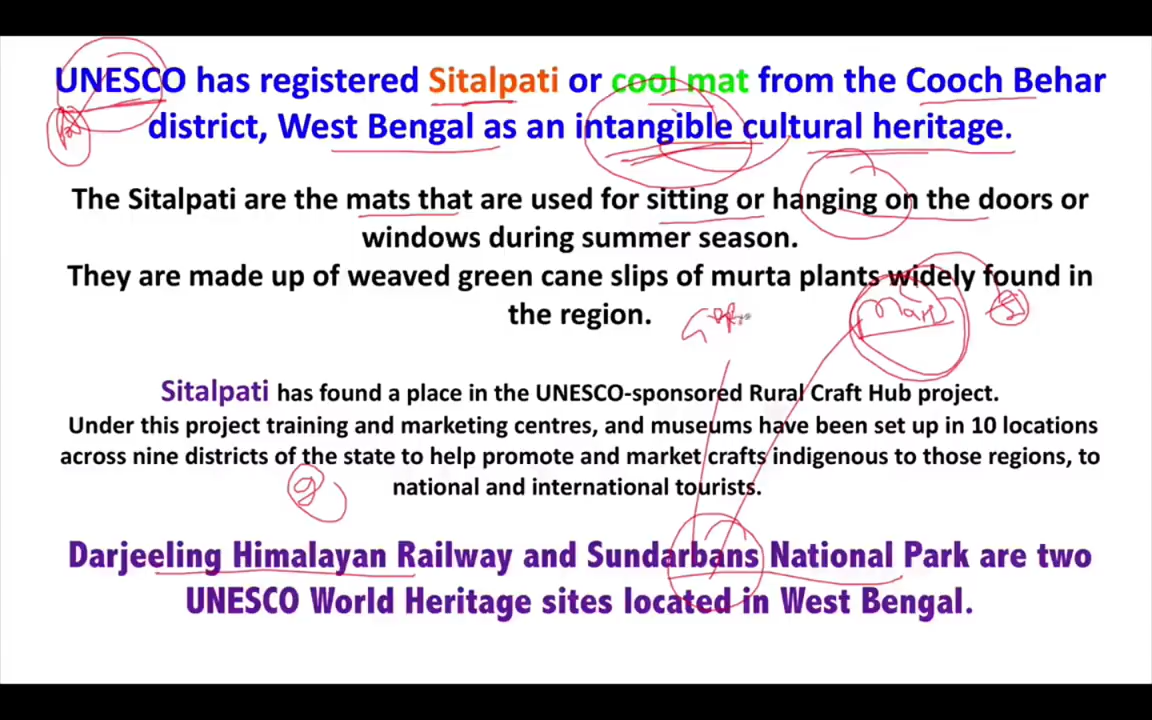 UNESCO has registered Sitalpati or cool mat from the Cooch Behar
district, West Bengal as an intangible cultural heritage.
The Sitalpati are the mats that are used for sitting or hanging on the doors or
windows during summer season.
They are made up of weaved green cane slips of murta plants widely found in
the region.
Sitalpati has found a place in the UNESCO-sponsored Rural Craft Hub project.
Under this project training and marketing centres, and museums have been set up in 10 locations
across nine districts of the state to help promote and market crafts indigenous to those regions, to
national and international tourists.
Darjeeling Himalayan Railway and Sundarbans National Park are two
UNESCO World Heritage sites located in West Bengal.